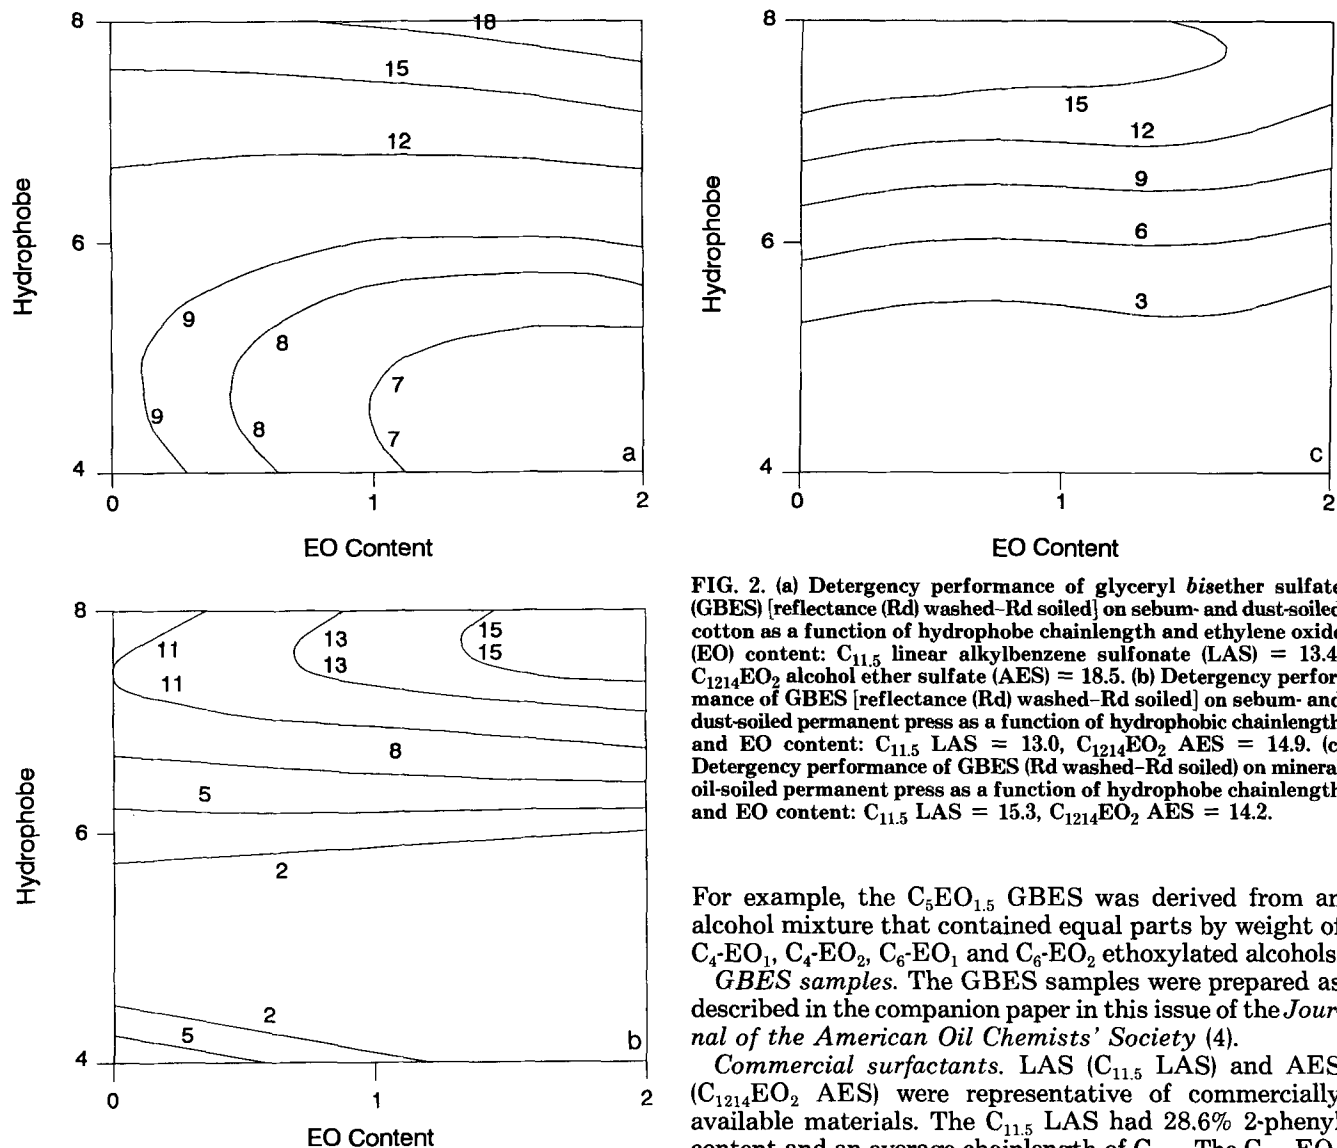 8
18
15
12
Hydrophobe
6
9
8
7
9
8
7
4
a
0
1
2
EO Content
8
15
12
9
Hydrophobe
6
6
3
4
c
0
1
2
EO Content
8
11
13
15
11
13
15
8
Hydrophobe
5
6
2
2
5
4
b
0
1
2
EO Content
FIG. 2. (a) Detergency performance of glyceryl bisether sulfate
(GBES) [reflectance (Rd) washed–Rd soiled] on sebum- and dust-soiled
cotton as a function of hydrophobe chainlength and ethylene oxide
(EO) content: C11.5 linear alkylbenzene sulfonate (LAS) = 13.4
C1214EO2 alcohol ether sulfate (AES) = 18.5. (b) Detergency perfor
mance of GBES [reflectance (Rd) washed–Rd soiled] on sebum- and
dust-soiled permanent press as a function of hydrophobic chainlength
and EO content: C11.5 LAS = 13.0, C1214EO2 AES = 14.9. (c
Detergency performance of GBES (Rd washed–Rd soiled) on minera
oil-soiled permanent press as a function of hydrophobe chainlength
and EO content: C11.5 LAS = 15.3, C1214EO2 AES = 14.2.
For example, the C5EO1.5 GBES was derived from an
alcohol mixture that contained equal parts by weight of
C4-EO1, C4-EO2, C6-EO1 and C6-EO2 ethoxylated alcohols
GBES samples. The GBES samples were prepared as
described in the companion paper in this issue of the Jour
nal of the American Oil Chemists' Society (4).
Commercial surfactants. LAS (C11.5 LAS) and AES
(C1214EO2 AES) were representative of commercially
available materials. The C11.5 LAS had 28.6% 2-phenyl
content and an average chainlength of